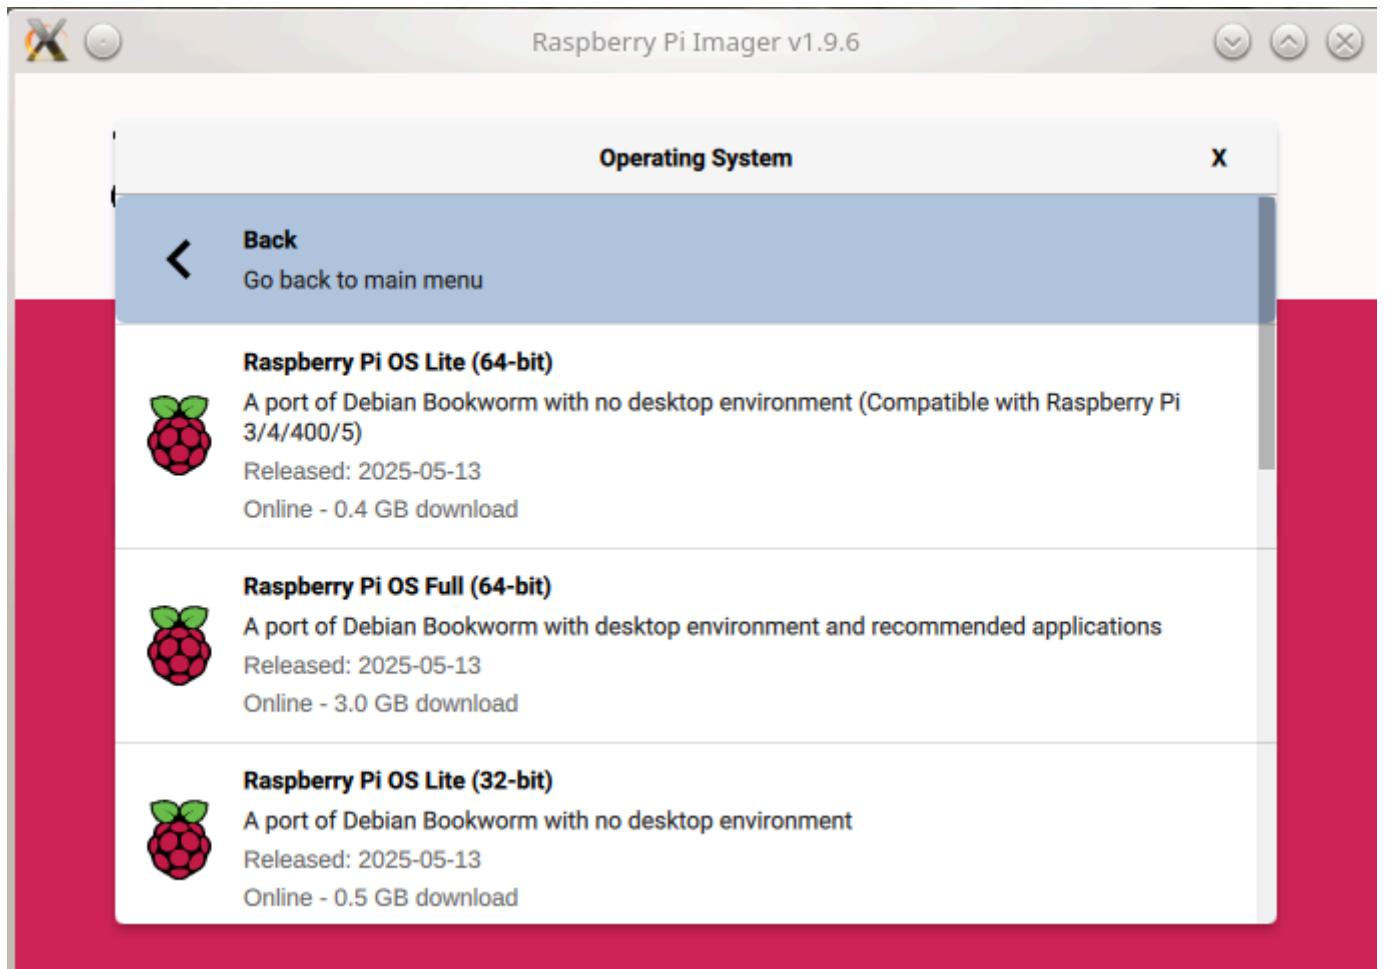 Raspberry Pi Imager v1.9.6
Operating System
X
Back
Go back to main menu
Raspberry Pi OS Lite (64-bit)
A port of Debian Bookworm with no desktop environment (Compatible with Raspberry Pi
3/4/400/5)
Released: 2025-05-13
Online - 0.4 GB download
Raspberry Pi OS Full (64-bit)
A port of Debian Bookworm with desktop environment and recommended applications
Released: 2025-05-13
Online - 3.0 GB download
Raspberry Pi OS Lite (32-bit)
A port of Debian Bookworm with no desktop environment
Released: 2025-05-13
Online - 0.5 GB download